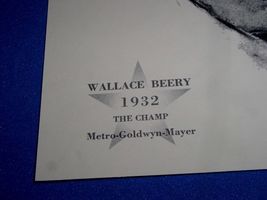 WALLACE BEERY
1932
THE CHAMP
Metro-Goldwyn-Mayer